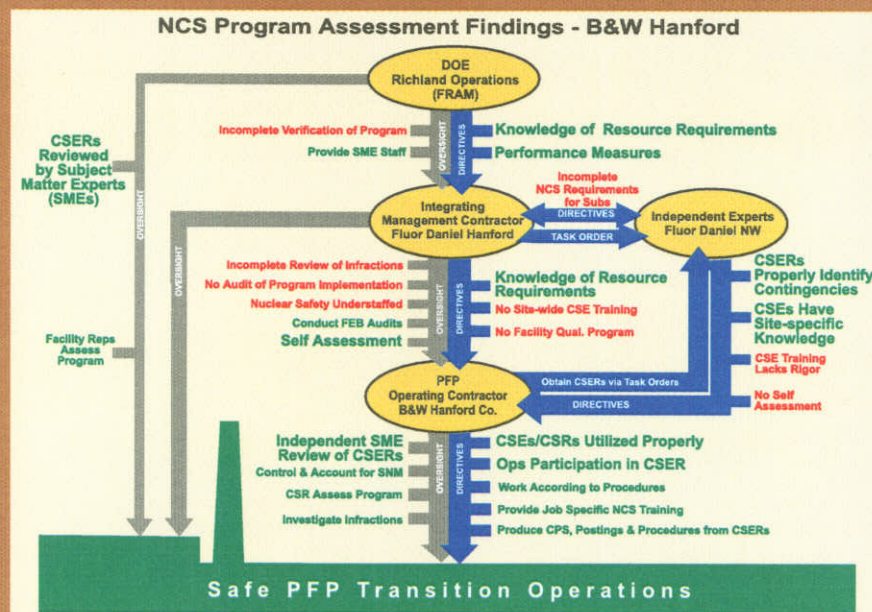 NCS Program Assessment Findings - B&W Hanford
DOE
Richland Operations
(FRAM)
CSERs
Reviewed
by Subject
Matter Experts
(SMEs)
OVERSIGHT
Incomplete Verification of Program
Provide SME Staff
OVERSIGHT
DIRECTIVES
Knowledge of Resource Requirements
Performance Measures
Integrating
Management Contractor
Fluor Daniel Hanford
Incomplete
NCS Requirements
for Subs
DIRECTIVES
TASK ORDER
Independent Experts
Fluor Daniel NW
OVERSIGHT
Incomplete Review of Infractions
No Audit of Program Implementation
Nuclear Safety Understaffed
Conduct FEB Audits
Self Assessment
OVERSIGHT
DIRECTIVES
Knowledge of Resource
Requirements
No Site-wide CSE Training
No Facility Qual. Program
CSERs
Properly Identify
Contingencies
CSEs Have
Site-specific
Knowledge
CSE Training
Lacks Rigor
No Self
Assessment
Facility Reps
Assess
Program
PFP
Operating Contractor
B&W Hanford Co.
Obtain CSERs via Task Orders
DIRECTIVES
Independent SME
Review of CSERs
Control & Account for SNM
CSR Assess Program
Investigate Infractions
OVERSIGHT
DIRECTIVES
CSEs/CSRs Utilized Properly
Ops Participation in CSER
Work According to Procedures
Provide Job Specific NCS Training
Produce CPS, Postings & Procedures from CSERs
Safe PFP Transition Operations